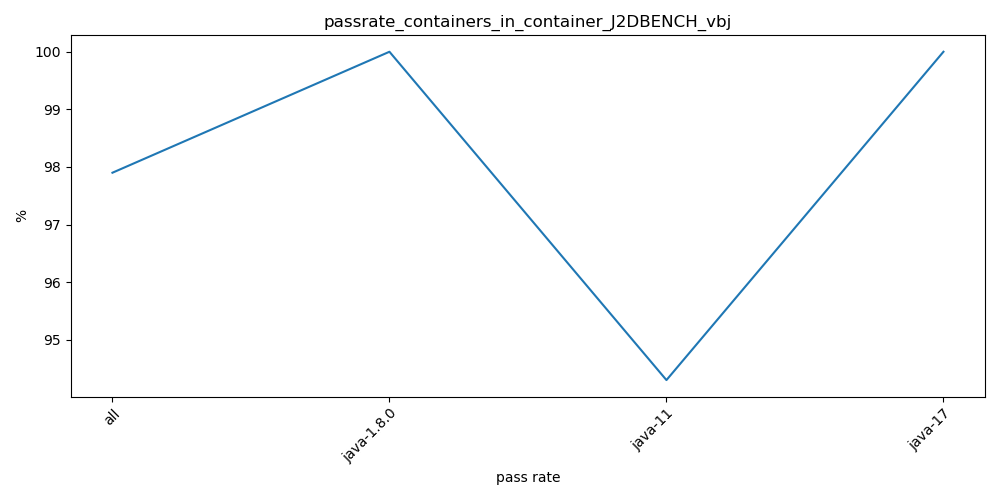 passrate_containers_in_container_J2DBENCH_vbj
100
99
98
97
96
95
%
all
java-1.8.0
java-11
java-17
pass rate